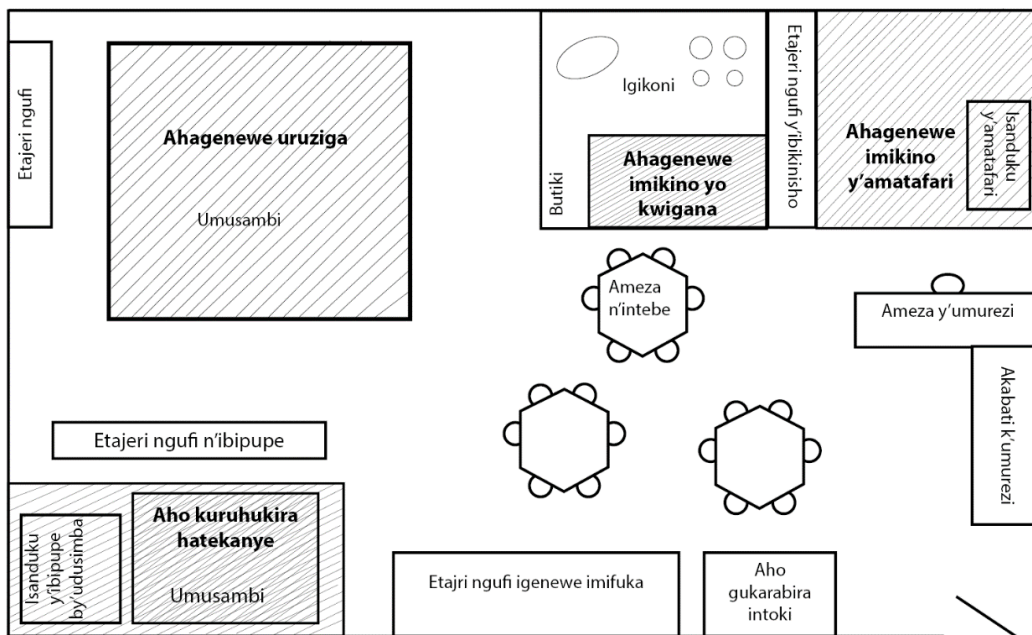 Etajeri ngufi
Ahagenewe uruziga
Umusambi
Igikoni
Butiki
Ahagenewe
imikino yo
kwigana
Etajeri ngufi y'ibikinisho
Ahagenewe
imikino
y'amatafari
Isanduku
y'amatafari
Ameza
n'intebe
Ameza y'umurezi
Akabati k'umurezi
Etajeri ngufi n'ibipupe
Isanduku
y'ibipupe
by'udusimba
Aho kuruhukira
hatekanye
Umusambi
Etajri ngufi igenewe imifuka
Aho
gukarabira
intoki